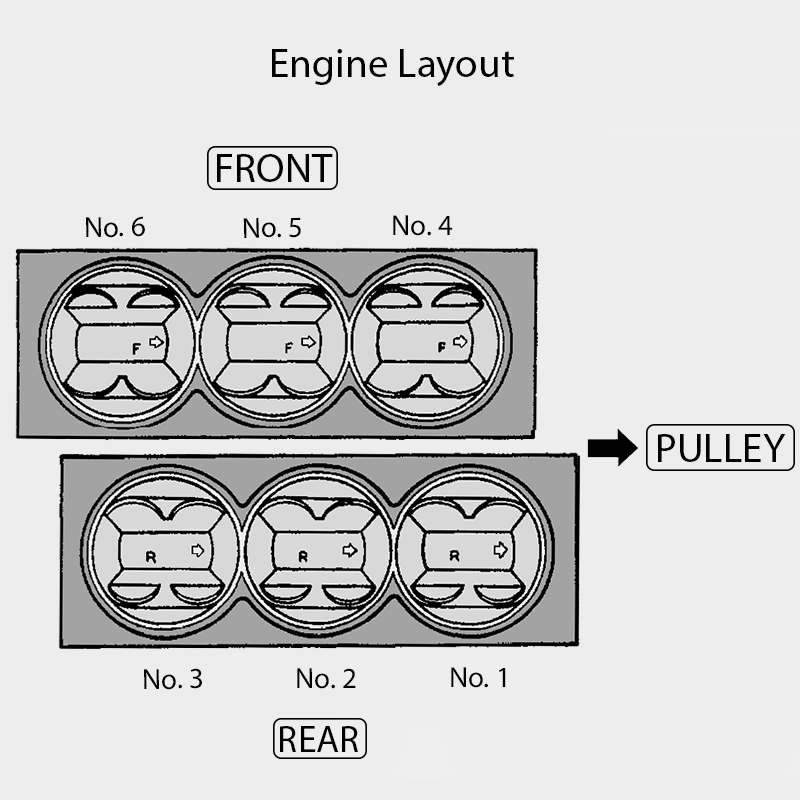 Engine Layout
FRONT
No. 6 No. 5 No. 4
F F F
PULLEY
R R R
No. 3 No. 2 No. 1
REAR